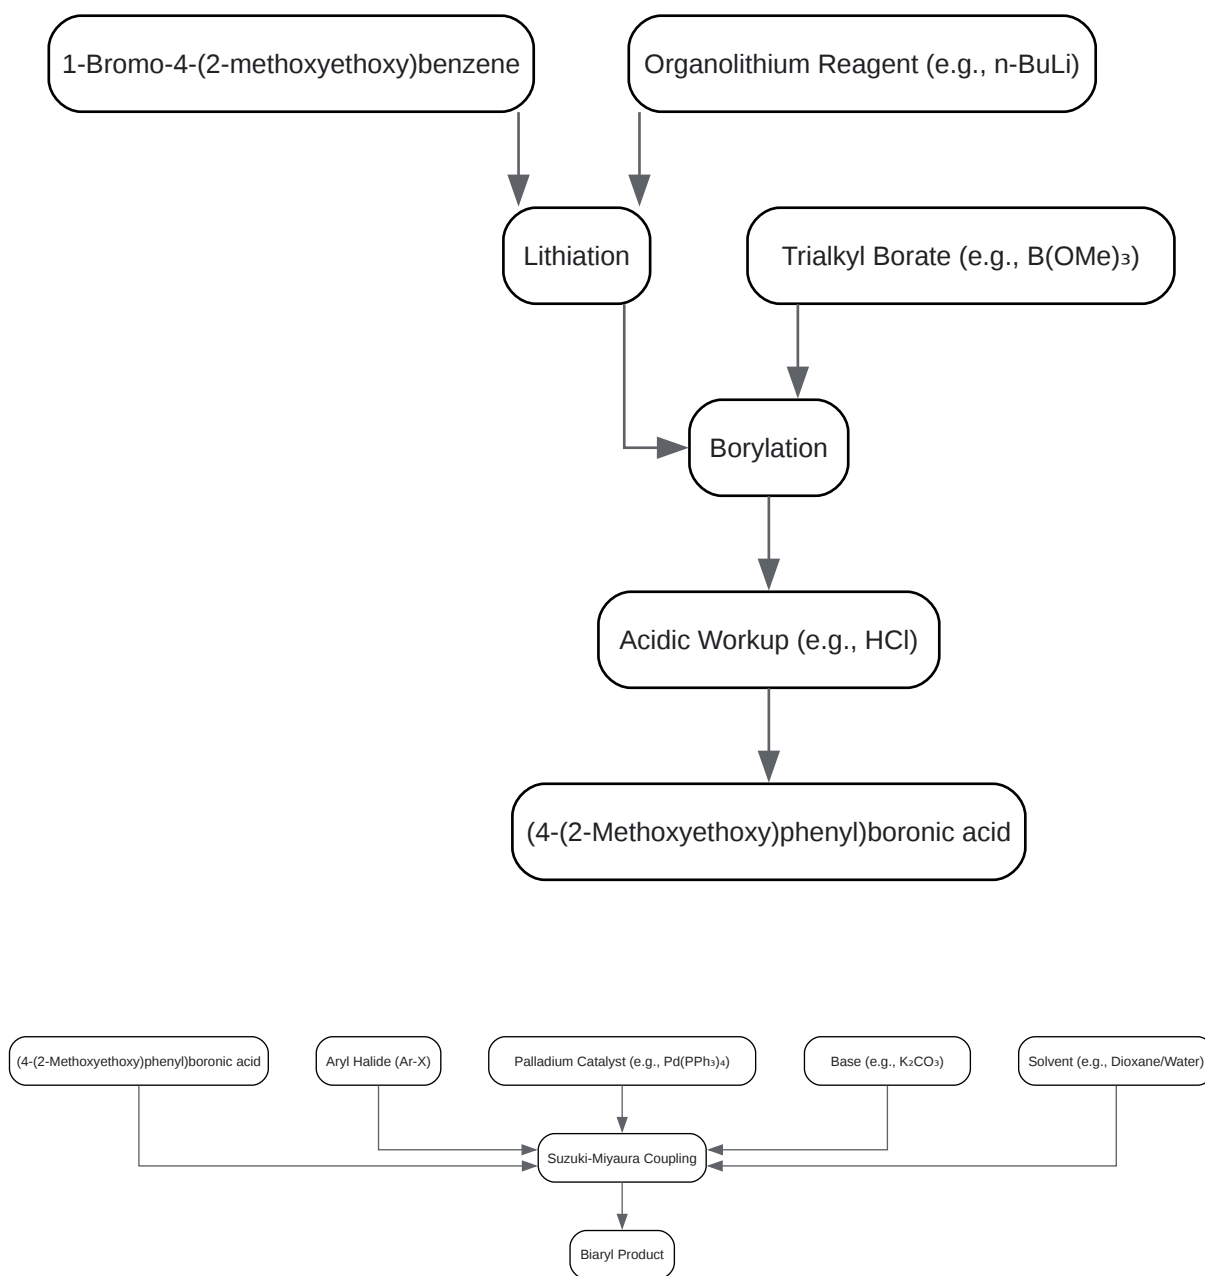 1-Bromo-4-(2-methoxyethoxy)benzene
Organolithium Reagent (e.g., n-BuLi)
Lithiation
Trialkyl Borate (e.g., B(OMe)₃)
Borylation
Acidic Workup (e.g., HCl)
(4-(2-Methoxyethoxy)phenyl)boronic acid
(4-(2-Methoxyethoxy)phenyl)boronic acid
Aryl Halide (Ar-X)
Palladium Catalyst (e.g., Pd(PPh₃)₄)
Base (e.g., K₂CO₃)
Solvent (e.g., Dioxane/Water)
Suzuki-Miyaura Coupling
Biaryl Product